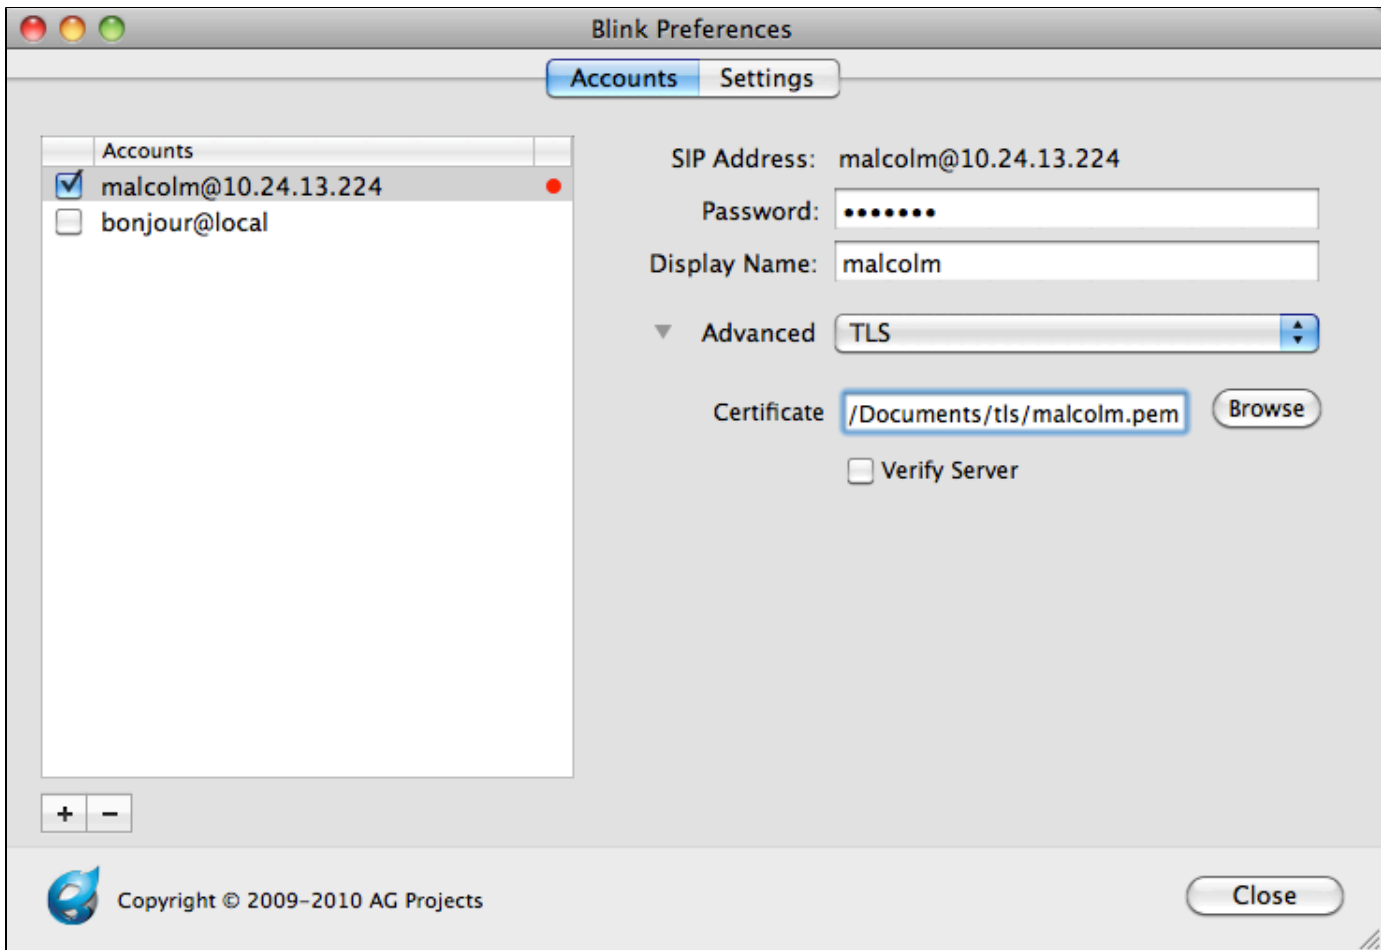 Blink Preferences
Accounts Settings
Accounts
malcolm@10.24.13.224
bonjour@local
SIP Address: malcolm@10.24.13.224
Password: •••••••
Display Name: malcolm
Advanced TLS
Certificate /Documents/tls/malcolm.pem Browse
Verify Server
+ −
Copyright © 2009-2010 AG Projects
Close